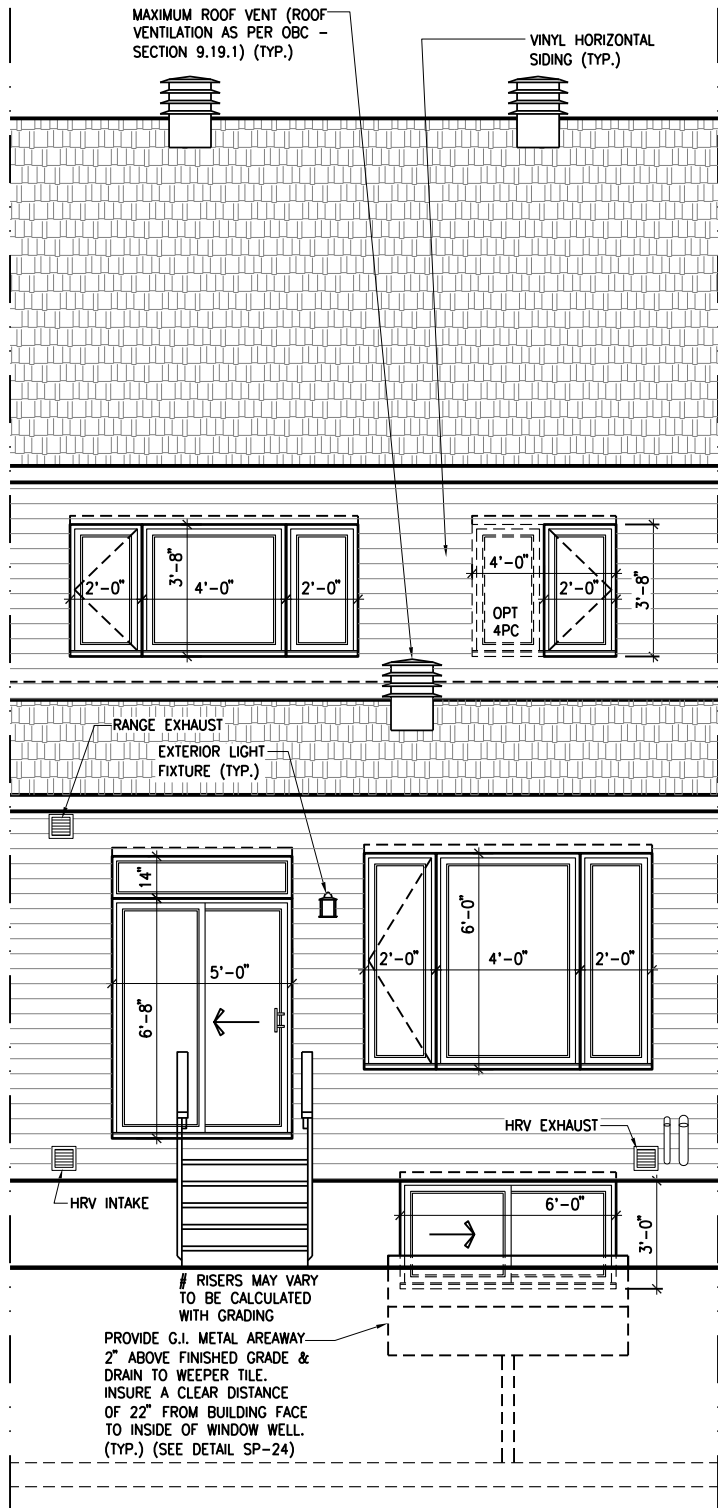 MAXIMUM ROOF VENT (ROOF
VENTILATION AS PER OBC -
SECTION 9.19.1) (TYP.)
VINYL HORIZONTAL
SIDING (TYP.)
2'-0"
3'-8"
4'-0"
2'-0"
4'-0"
OPT
4PC
2'-0"
3'-8"
RANGE EXHAUST
EXTERIOR LIGHT
FIXTURE (TYP.)
14"
5'-0"
6'-8"
6'-0"
2'-0"
4'-0"
2'-0"
HRV EXHAUST
HRV INTAKE
6'-0"
3'-0"
# RISERS MAY VARY
TO BE CALCULATED
WITH GRADING
PROVIDE G.I. METAL AREAWAY
2" ABOVE FINISHED GRADE &
DRAIN TO WEEPER TILE.
INSURE A CLEAR DISTANCE
OF 22" FROM BUILDING FACE
TO INSIDE OF WINDOW WELL.
(TYP.) (SEE DETAIL SP-24)